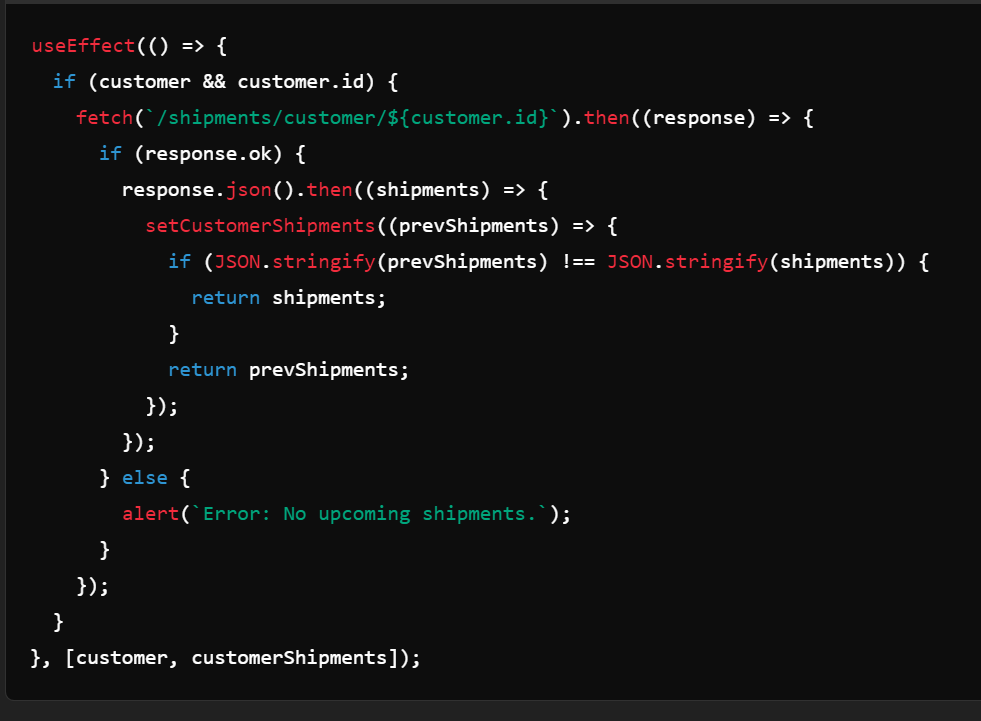 useEffect(() => {
  if (customer && customer.id) {
    fetch(`/shipments/customer/${customer.id}`).then((response) => {
      if (response.ok) {
        response.json().then((shipments) => {
          setCustomerShipments((prevShipments) => {
            if (JSON.stringify(prevShipments) !== JSON.stringify(shipments)) {
              return shipments;
            }
            return prevShipments;
          });
        });
      } else {
        alert(`Error: No upcoming shipments.`);
      }
    });
  }
}, [customer, customerShipments]);